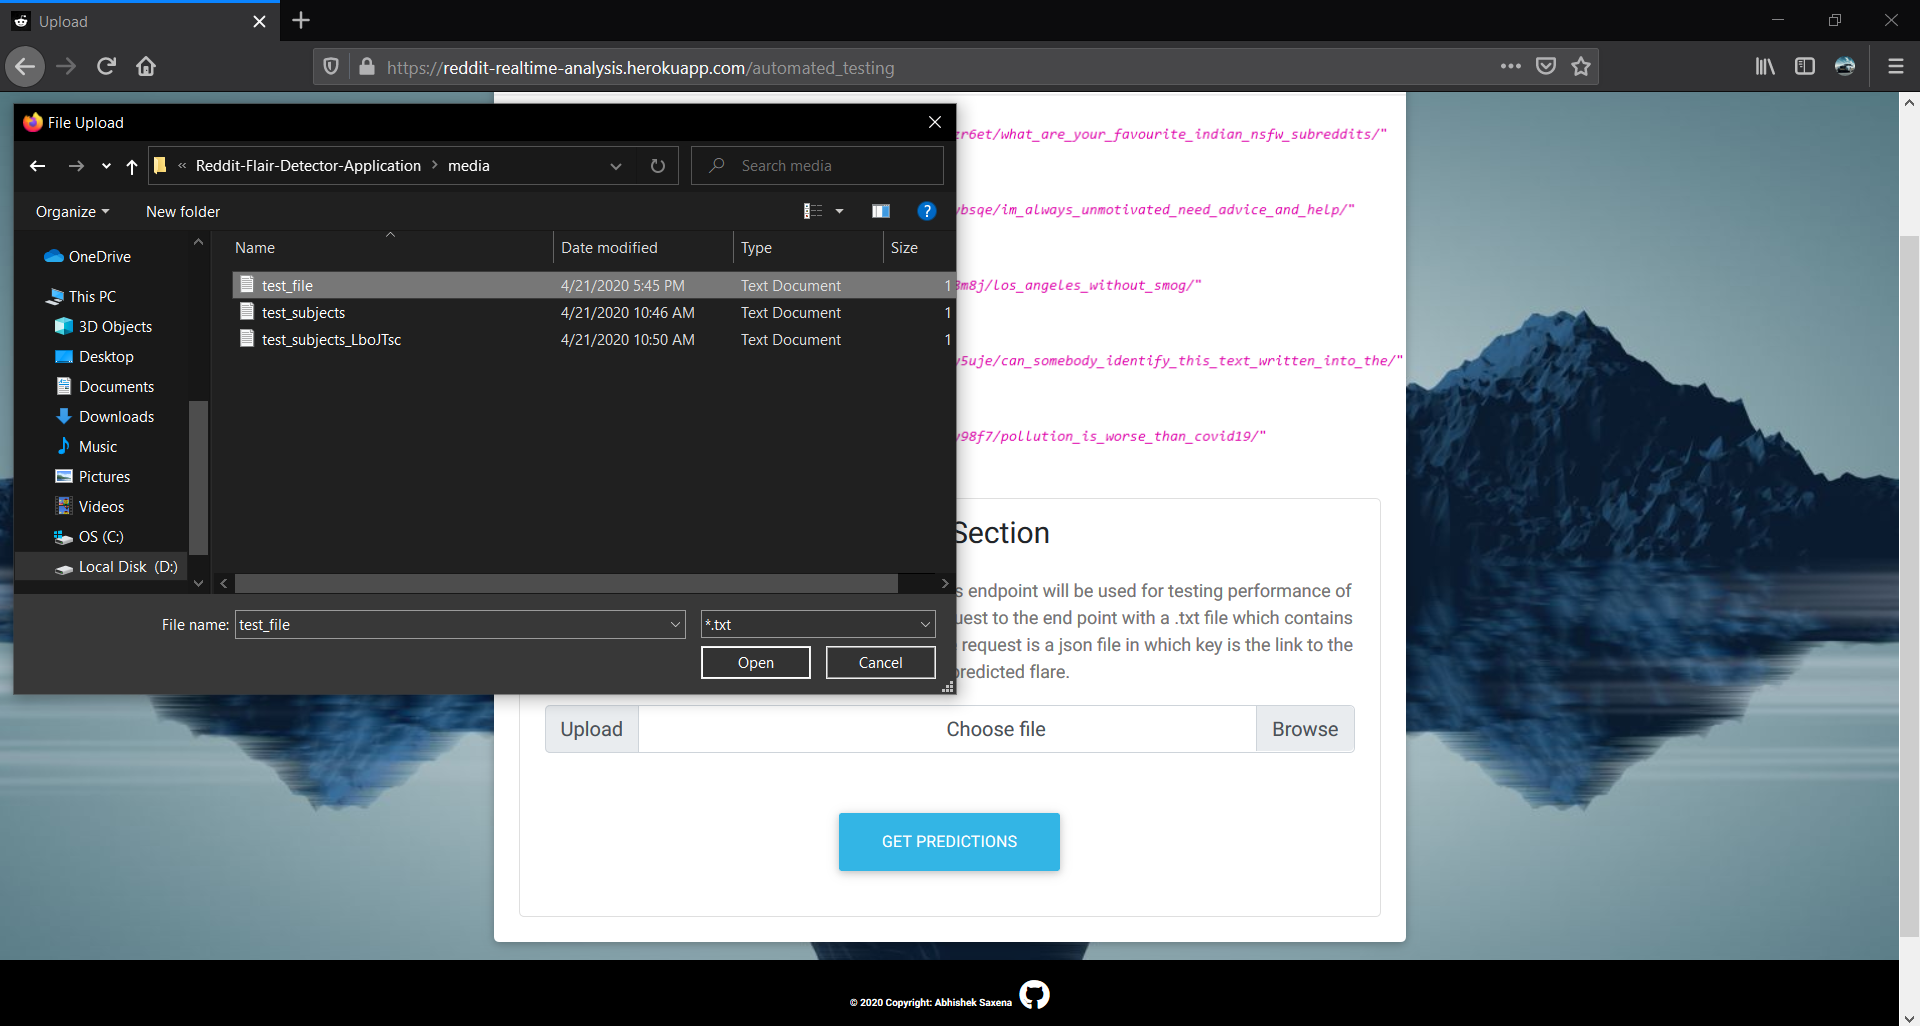 Upload
https://reddit-realtime-analysis.herokuapp.com/automated_testing
File Upload
« Reddit-Flair-Detector-Application > media
Search media
Organize
New folder
OneDrive
This PC
3D Objects
Desktop
Documents
Downloads
Music
Pictures
Videos
OS (C:)
Local Disk (D:)
Name Date modified Type Size
test_file 4/21/2020 5:45 PM Text Document 1
test_subjects 4/21/2020 10:46 AM Text Document 1
test_subjects_LboJTsc 4/21/2020 10:50 AM Text Document 1
File name: test_file *.txt
Open Cancel
zr6et/what_are_your_favourite_indian_nsfw_subreddits/"
bsqe/im_always_unmotivated_need_advice_and_help/"
m8j/los_angeles_without_smog/"
5uje/can_somebody_identify_this_text_written_into_the/"
98f7/pollution_is_worse_than_covid19/"
Section
s endpoint will be used for testing performance of
uest to the end point with a .txt file which contains
request is a json file in which key is the link to the
predicted flare.
Upload Choose file Browse
GET PREDICTIONS
© 2020 Copyright: Abhishek Saxena